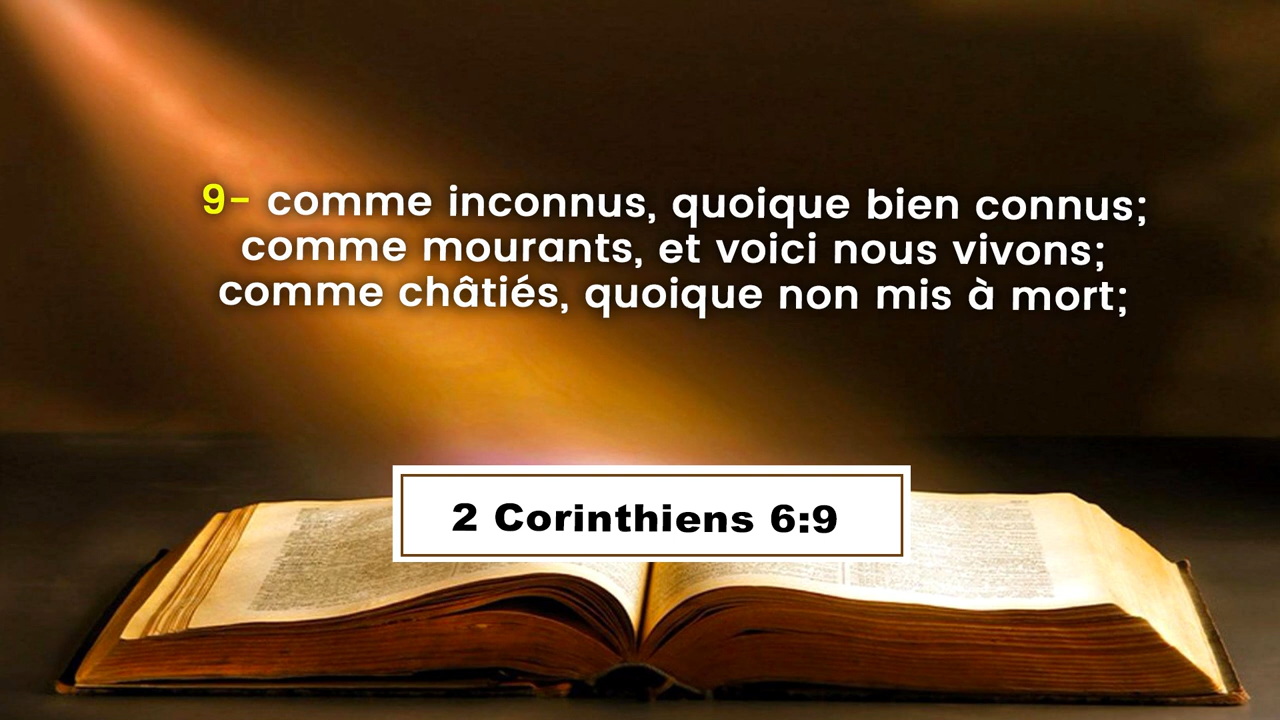 9- comme inconnus, quoique bien connus;
comme mourants, et voici nous vivons;
comme châtiés, quoique non mis à mort;
2 Corinthiens 6:9